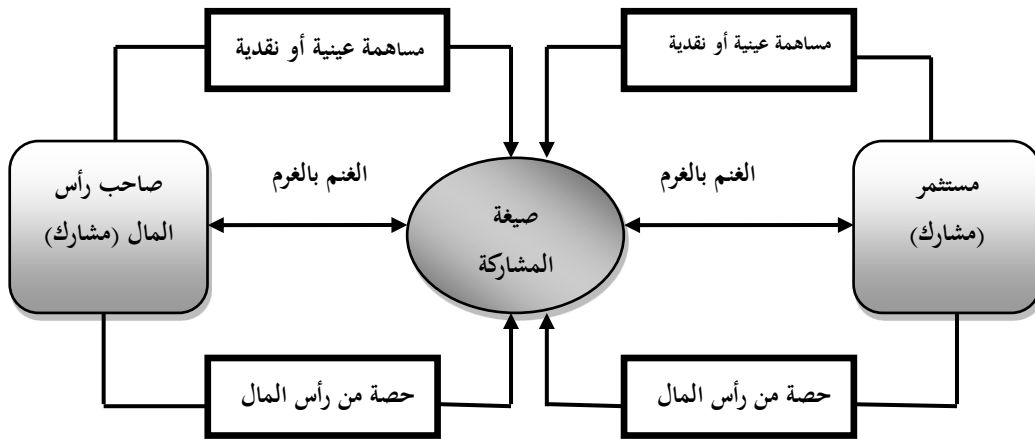 مساهمة عينية أو نقدية
مساهمة عينية أو نقدية
مستثمر
(مشارك)
الغنم بالغرم
صيغة
المشاركة
الغنم بالغرم
صاحب رأس
المال (مشارك)
حصة من رأس المال
حصة من رأس المال